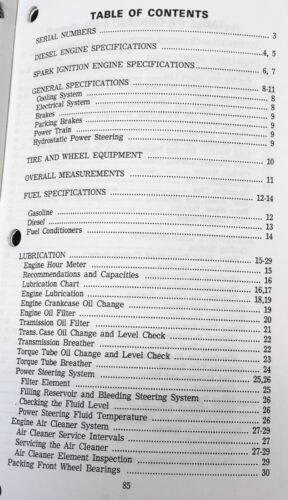 TABLE OF CONTENTS
SERIAL NUMBERS 3
DIESEL ENGINE SPECIFICATIONS 4, 5
SPARK IGNITION ENGINE SPECIFICATIONS 6, 7
GENERAL SPECIFICATIONS 8-11
Cooling System 8
Electrical System 8
Brakes 9
Parking Brakes 9
Power Train 9
Hydrostatic Power Steering 9
TIRE AND WHEEL EQUIPMENT 10
OVERALL MEASUREMENTS 11
FUEL SPECIFICATIONS 12-14
Gasoline 12
Diesel 13
Fuel Conditioners 14
LUBRICATION 15-29
Engine Hour Meter 15
Recommendations and Capacities 15
Lubrication Chart 16
Engine Lubrication 16,17
Engine Crankcase Oil Change 18,19
Engine Oil Filter 19
Tramission Oil Filter 20
Trans.Case Oil Change and Level Check 21
Transmission Breather 22
Torque Tube Oil Change and Level Check 22
Torque Tube Breather 23
Power Steering System 24
Filter Element 25,26
Filling Reservoir and Bleeding Steering System 25
Checking the Fluid Level 26
Power Steering Fluid Temperature 26
Engine Air Cleaner System 26
Air Cleaner Service Intervals 27-29
Servicing the Air Cleaner 27
Air Cleaner Element Inspection 27-29
Packing Front Wheel Bearings 29
30
85